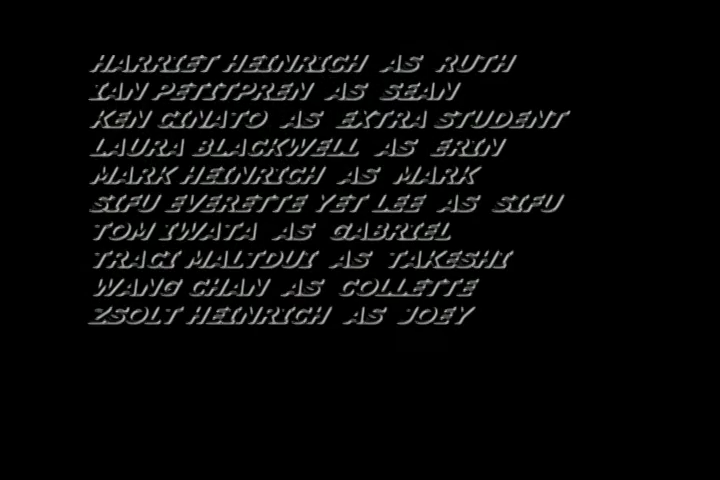 HARRIET HEINRICH AS RUTH
IAN PETITPREN AS SEAN
KEN CINATO AS EXTRA STUDENT
LAURA BLACKWELL AS ERIN
MARK HEINRICH AS MARK
SIFU EVERETTE YET LEE AS SIFU
TOM IWATA AS GABRIEL
TRACI MALTDUI AS TAKESHI
WANG CHAN AS COLLETTE
ZSOLT HEINRICH AS JOEY